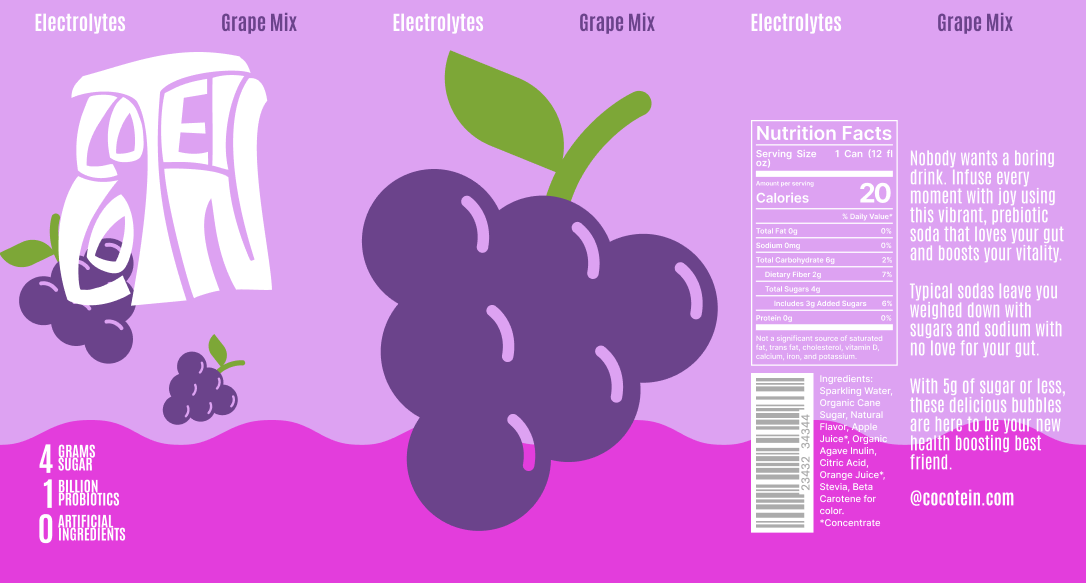 Electrolytes
Grape Mix
Electrolytes
Grape Mix
Electrolytes
Grape Mix
COCOTEIN
4 GRAMS
SUGAR
1 BILLION
PROBIOTICS
0 ARTIFICIAL
INGREDIENTS
Nutrition Facts
Serving Size 1 Can (12 fl
oz)
Amount per serving
Calories 20
% Daily Value*
Total Fat 0g 0%
Sodium 0mg 0%
Total Carbohydrate 6g 2%
Dietary Fiber 2g 7%
Total Sugars 4g
Includes 3g Added Sugars 6%
Protein 0g 0%
Not a significant source of saturated
fat, trans fat, cholesterol, vitamin D,
calcium, iron, and potassium.
23432 34344
Ingredients:
Sparkling Water,
Organic Cane
Sugar, Natural
Flavor, Apple
Juice*, Organic
Agave Inulin,
Citric Acid,
Orange Juice*,
Stevia, Beta
Carotene for
color.
*Concentrate
Nobody wants a boring
drink. Infuse every
moment with joy using
this vibrant, prebiotic
soda that loves your gut
and boosts your vitality.
Typical sodas leave you
weighed down with
sugars and sodium with
no love for your gut.
With 5g of sugar or less,
these delicious bubbles
are here to be your new
health boosting best
friend.
@cocotein.com